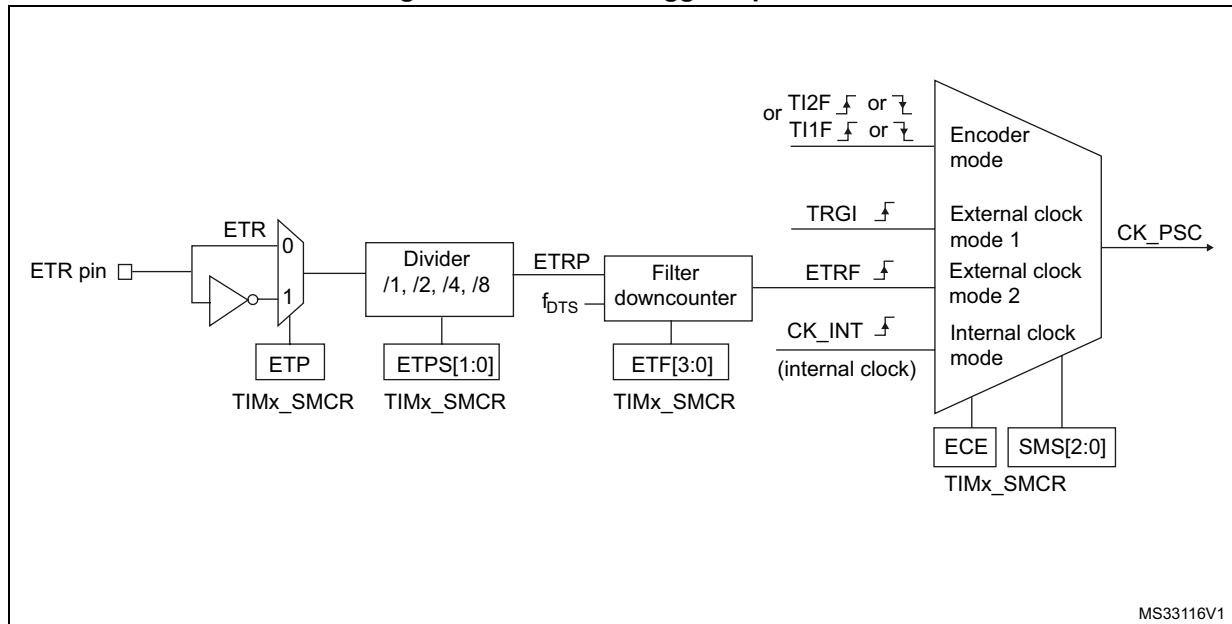 or TI2F or
TI1F or
Encoder
mode
TRGI
External clock
mode 1
CK_PSC
ETR
0
1
ETR pin
Divider
/1, /2, /4, /8
ETRP
fDTS
Filter
downcounter
ETRF
External clock
mode 2
CK_INT
(internal clock)
Internal clock
mode
ETP
TIMx_SMCR
ETPS[1:0]
TIMx_SMCR
ETF[3:0]
TIMx_SMCR
ECE
SMS[2:0]
TIMx_SMCR
MS33116V1